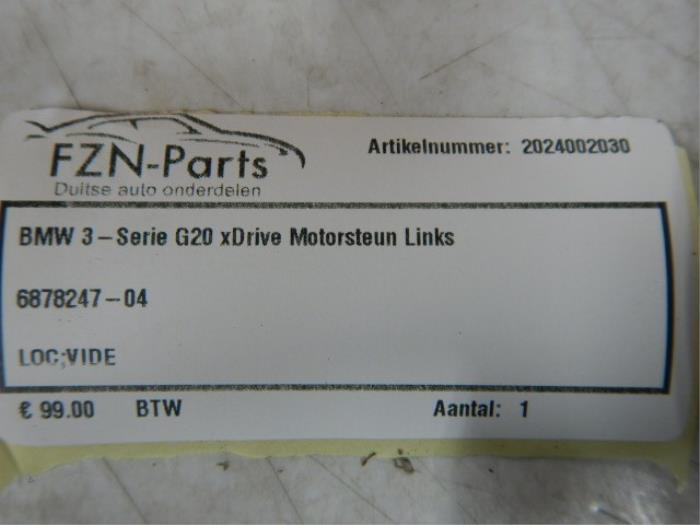 FZN-Parts
Duitse auto onderdelen
Artikelnummer: 2024002030
BMW 3-Serie G20 xDrive Motorsteun Links
6878247-04
LOC;VIDE
€ 99.00 BTW Aantal: 1